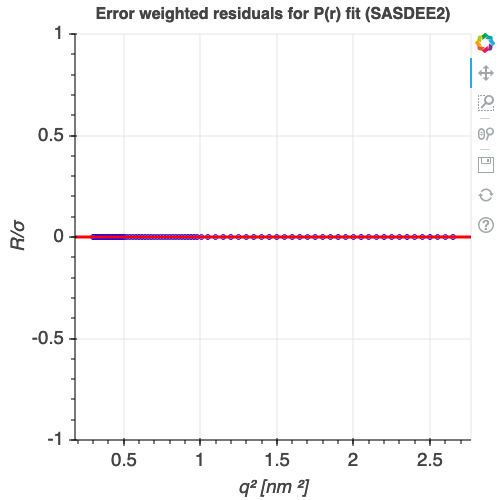 Error weighted residuals for P(r) fit (SASDEE2)
1
0.5
0
-0.5
-1
R/σ
0.5 1 1.5 2 2.5
q² [nm ²]